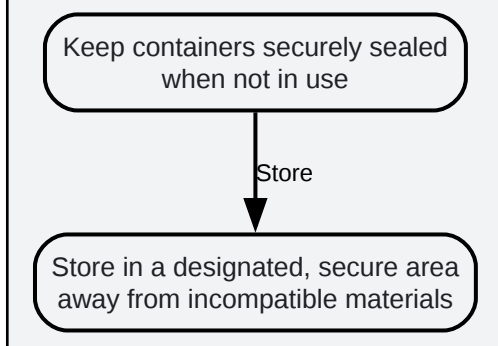 Keep containers securely sealed
when not in use
Store
Store in a designated, secure area
away from incompatible materials